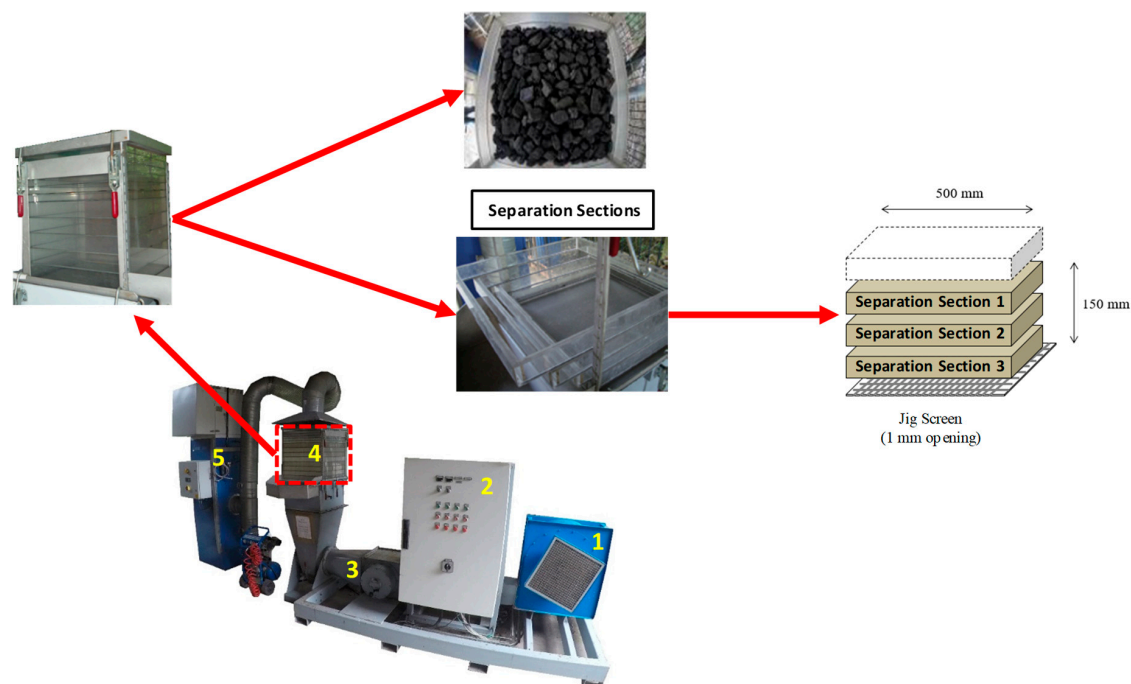 Separation Sections
500 mm
Separation Section 1
150 mm
Separation Section 2
Separation Section 3
Jig Screen
(1 mm opening)
4
5
2
1
3